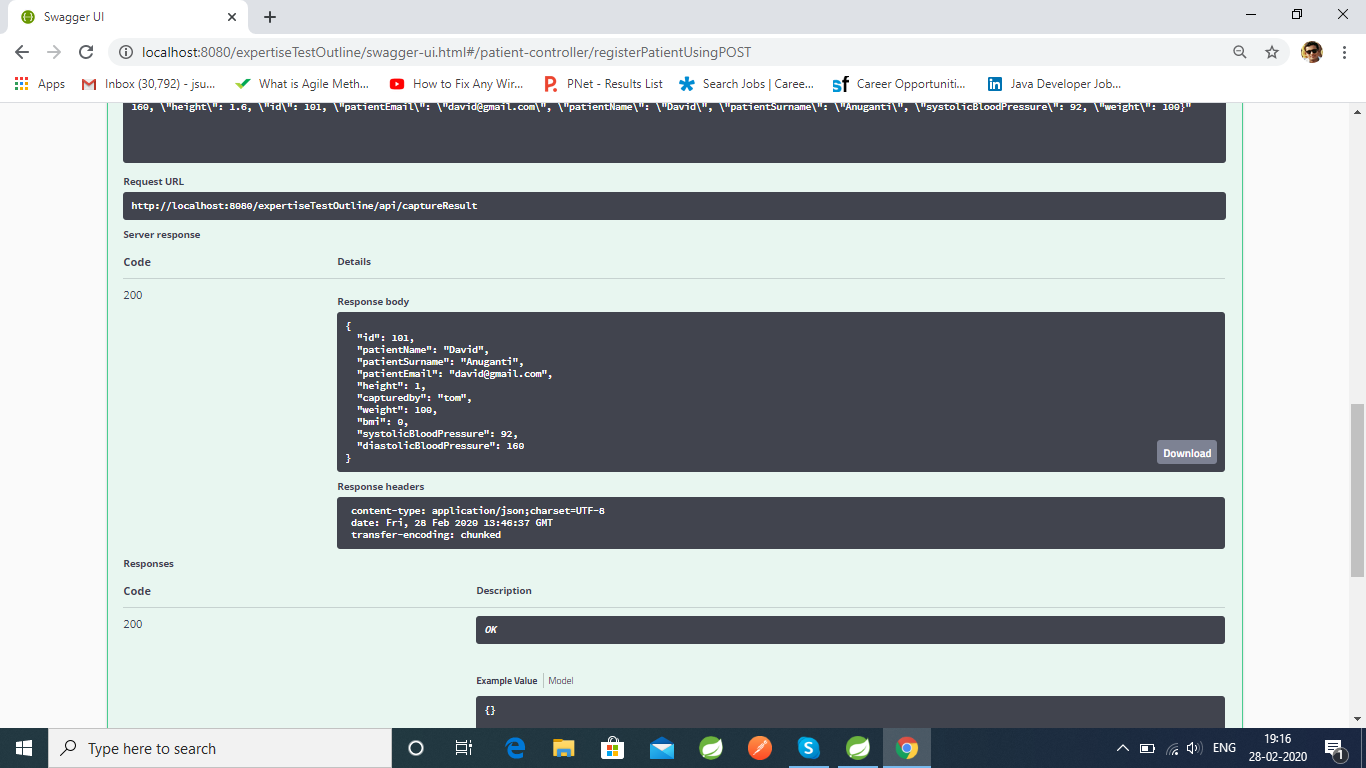 Swagger UI
localhost:8080/expertiseTestOutline/swagger-ui.html#/patient-controller/registerPatientUsingPOST
Apps
Inbox (30,792) - jsu...
What is Agile Meth...
How to Fix Any Wir...
PNet - Results List
Search Jobs | Caree...
Career Opportuniti...
Java Developer Job...
160, \"height\": 1.6, \"id\": 101, \"patientEmail\": \"david@gmail.com\", \"patientName\": \"David\", \"patientSurname\": \"Anuganti\", \"systolicBloodPressure\": 92, \"weight\": 100}"
Request URL
http://localhost:8080/expertiseTestOutline/api/captureResult
Server response
Code
Details
200
Response body
{
"id": 101,
"patientName": "David",
"patientSurname": "Anuganti",
"patientEmail": "david@gmail.com",
"height": 1,
"capturedby": "tom",
"weight": 100,
"bmi": 0,
"systolicBloodPressure": 92,
"diastolicBloodPressure": 160
}
Download
Response headers
content-type: application/json;charset=UTF-8
date: Fri, 28 Feb 2020 13:46:37 GMT
transfer-encoding: chunked
Responses
Code
Description
200
OK
Example Value
Model
{}
Type here to search
ENG
19:16
28-02-2020
1